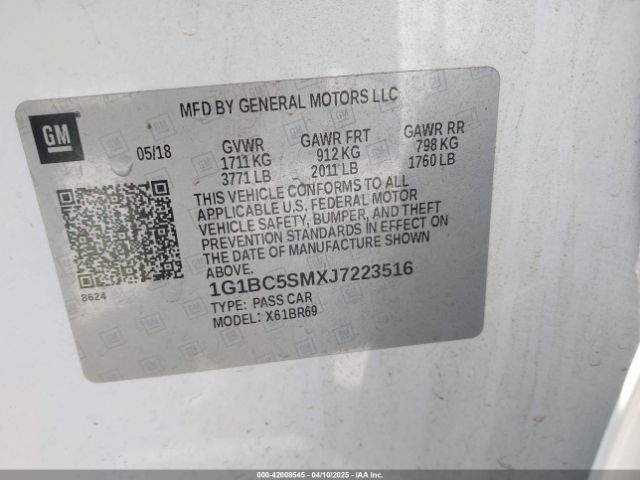 MFD BY GENERAL MOTORS LLC
GM
05/18
GVWR GAWR FRT GAWR RR
1711 KG 912 KG 798 KG
3771 LB 2011 LB 1760 LB
THIS VEHICLE CONFORMS TO ALL
APPLICABLE U.S. FEDERAL MOTOR
VEHICLE SAFETY, BUMPER, AND THEFT
PREVENTION STANDARDS IN EFFECT ON
THE DATE OF MANUFACTURE SHOWN
ABOVE.
8624
1G1BC5SMXJ7223516
TYPE: PASS CAR
MODEL: X61BR69
000-42008545 - 04/10/2025 - IAA Inc. (IAA)